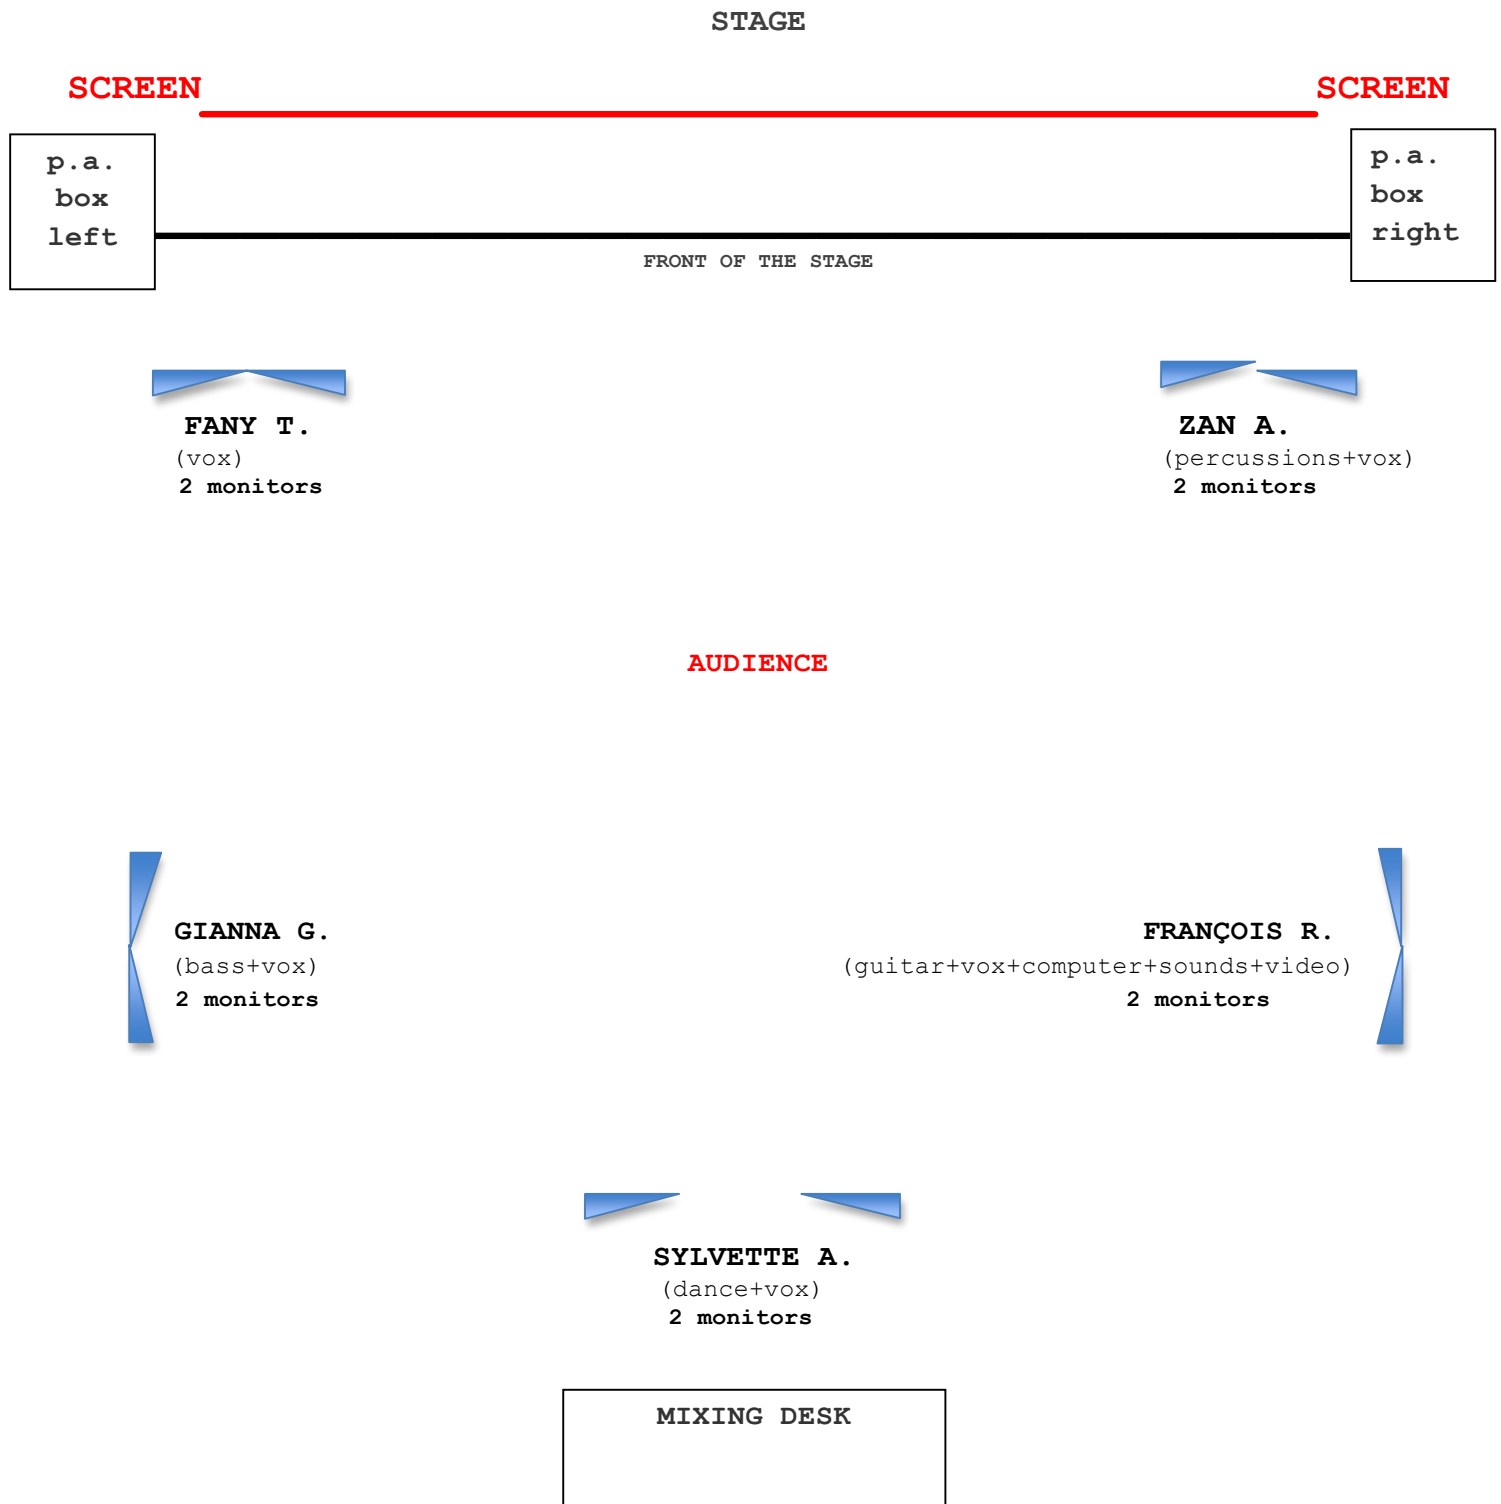 STAGE
SCREEN
SCREEN
p.a.
box
left
p.a.
box
right
FRONT OF THE STAGE
FANY T.
(vox)
2 monitors
ZAN A.
(percussions+vox)
2 monitors
AUDIENCE
GIANNA G.
(bass+vox)
2 monitors
FRANÇOIS R.
(guitar+vox+computer+sounds+video)
2 monitors
SYLVETTE A.
(dance+vox)
2 monitors
MIXING DESK